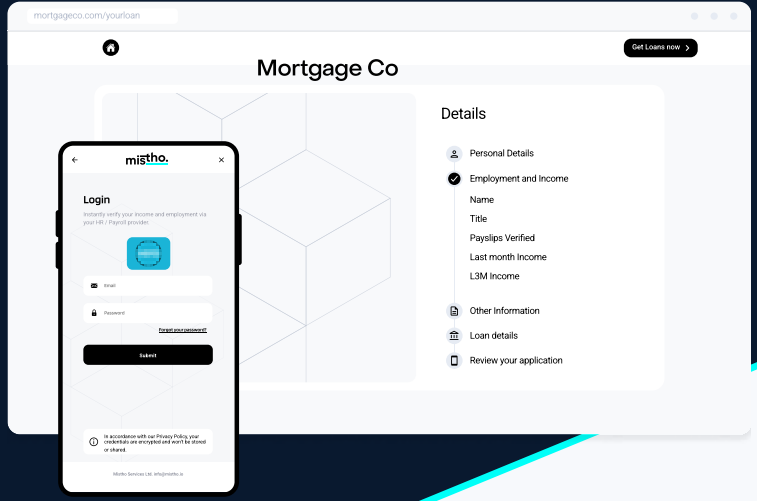 mortgageco.com/yourloan
Get Loans now
Mortgage Co
Details
Personal Details
Employment and Income
Name
Title
Payslips Verified
Last month Income
L3M Income
Other Information
Loan details
Review your application
mistho.
Login
Instantly verify your income and employment via
your HR / Payroll provider.
Email
Password
Forgot your password?
Submit
In accordance with our Privacy Policy, your
credentials are encrypted and won't be stored
or shared.
Mistho Services Ltd. info@mistho.io